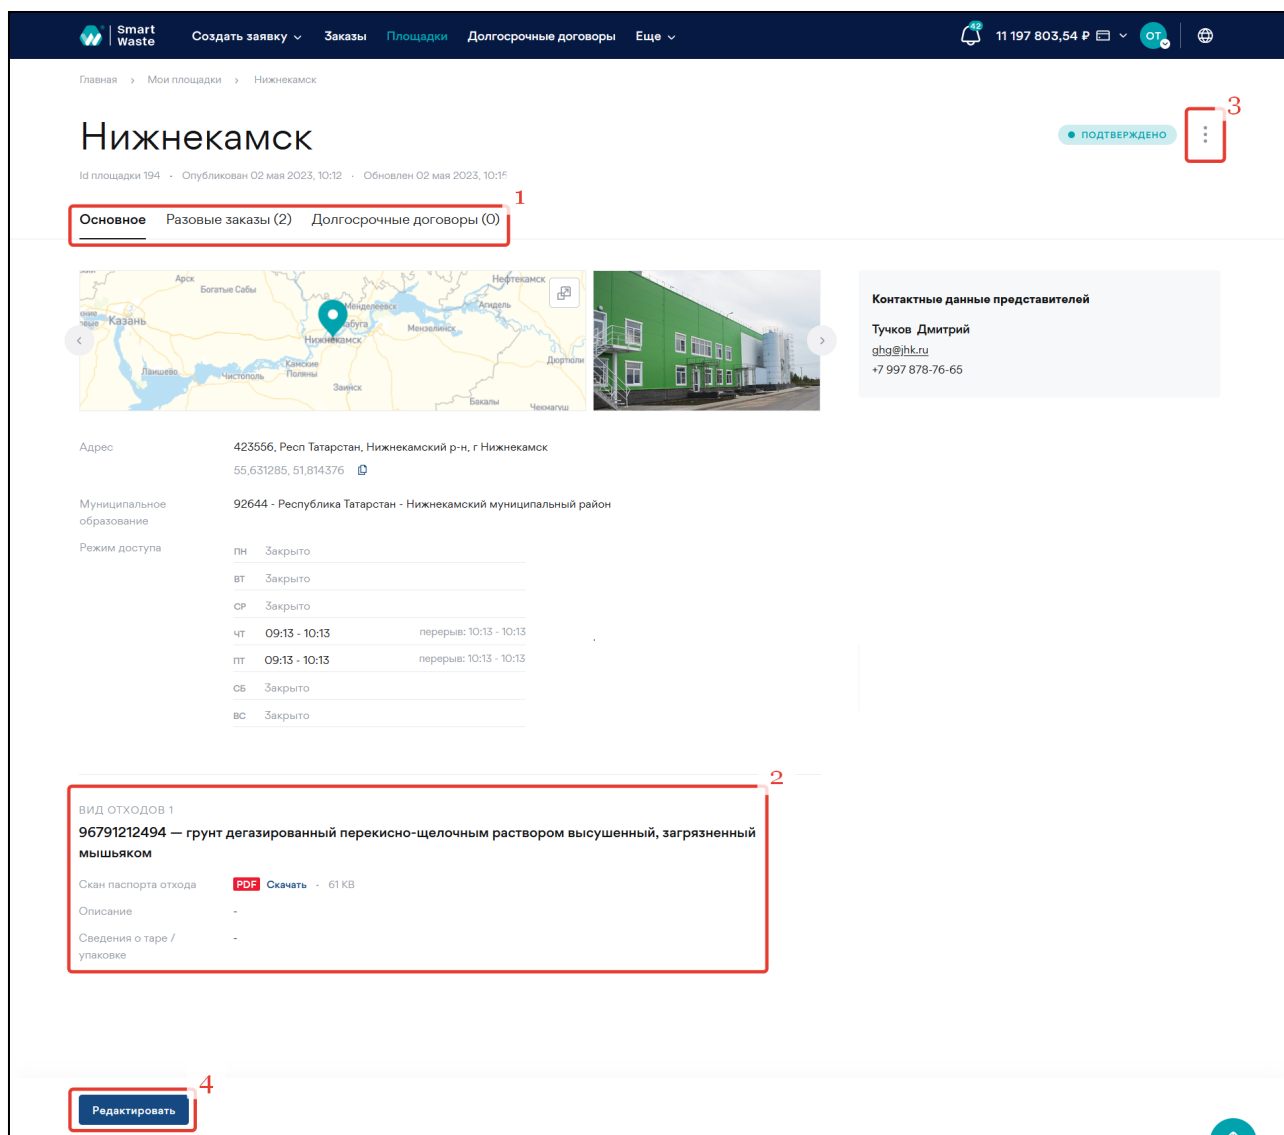 Smart
Waste
Создать заявку Заказы Площадки Долгосрочные договоры Еще
42
11 197 803,54 ₽
ОТ
Главная > Мои площадки > Нижнекамск
3
Нижнекамск
ПОДТВЕРЖДЕНО
Id площадки 194 · Опубликован 02 мая 2023, 10:12 · Обновлен 02 мая 2023,
1
Основное Разовые заказы (2) Долгосрочные договоры (0)
Арск
Нефтекамск
Богатые Сабы
Менделеевск
Агидель
Казань
Мензелинск
Нижнекамск
Дюртюли
Лаишево
Камские
Поляны
Чистополь
Заинск
Бакалы
Чекмагуш
Контактные данные представителей
Тучков Дмитрий
ghg@jhk.ru
+7 997 878-76-65
Адрес 423556, Респ Татарстан, Нижнекамский р-н, г Нижнекамск
55,631285, 51,814376
Муниципальное образование 92644 - Республика Татарстан - Нижнекамский муниципальный район
Режим доступа
ПН Закрыто
ВТ Закрыто
СР Закрыто
ЧТ 09:13 - 10:13 перерыв: 10:13 - 10:13
ПТ 09:13 - 10:13 перерыв: 10:13 - 10:13
СБ Закрыто
ВС Закрыто
2
ВИД ОТХОДОВ 1
96791212494 — грунт дегазированный перекисно-щелочным раствором высушенный, загрязненный
мышьяком
Скан паспорта отхода PDF Скачать · 61 KB
Описание -
Сведения о таре / -
упаковке
4
Редактировать